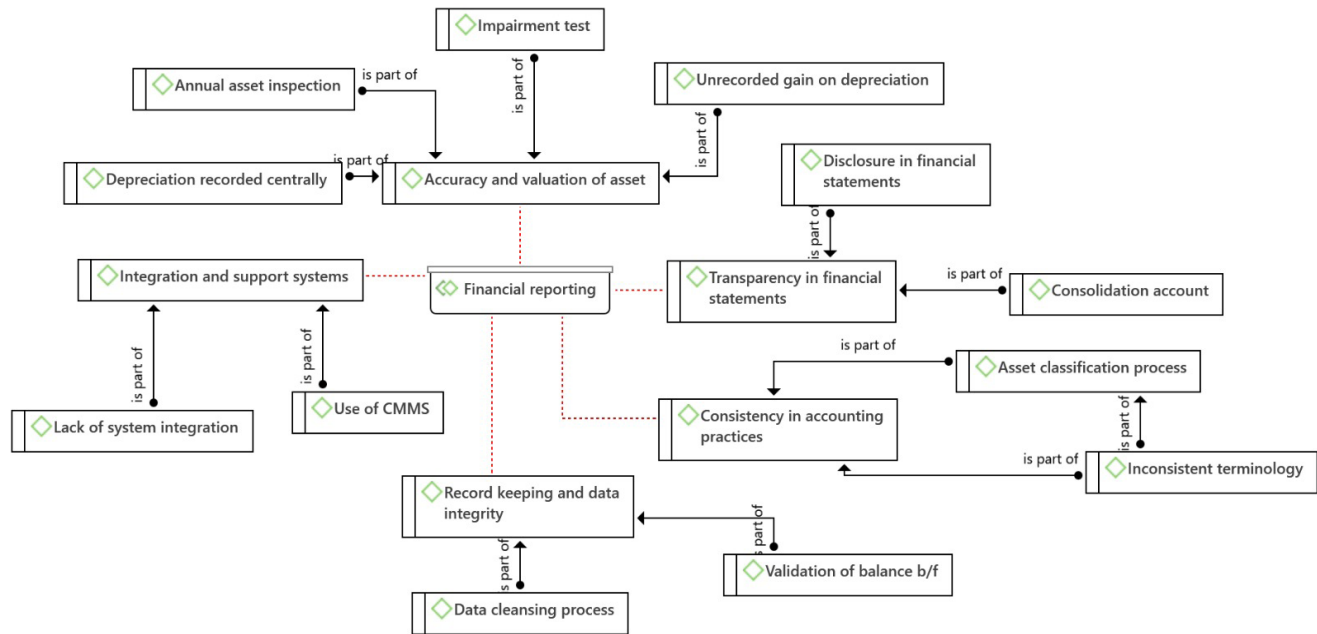 Impairment test
is part of
Annual asset inspection
is part of
Unrecorded gain on depreciation
is part of
Depreciation recorded centrally
is part of
Accuracy and valuation of asset
Disclosure in financial
statements
is part of
Integration and support systems
Financial reporting
Transparency in financial
statements
is part of
Consolidation account
is part of
Asset classification process
is part of
is part of
Lack of system integration
Use of CMMS
Consistency in accounting
practices
is part of
is part of
Inconsistent terminology
Record keeping and data
integrity
is part of
Validation of balance b/f
is part of
Data cleansing process